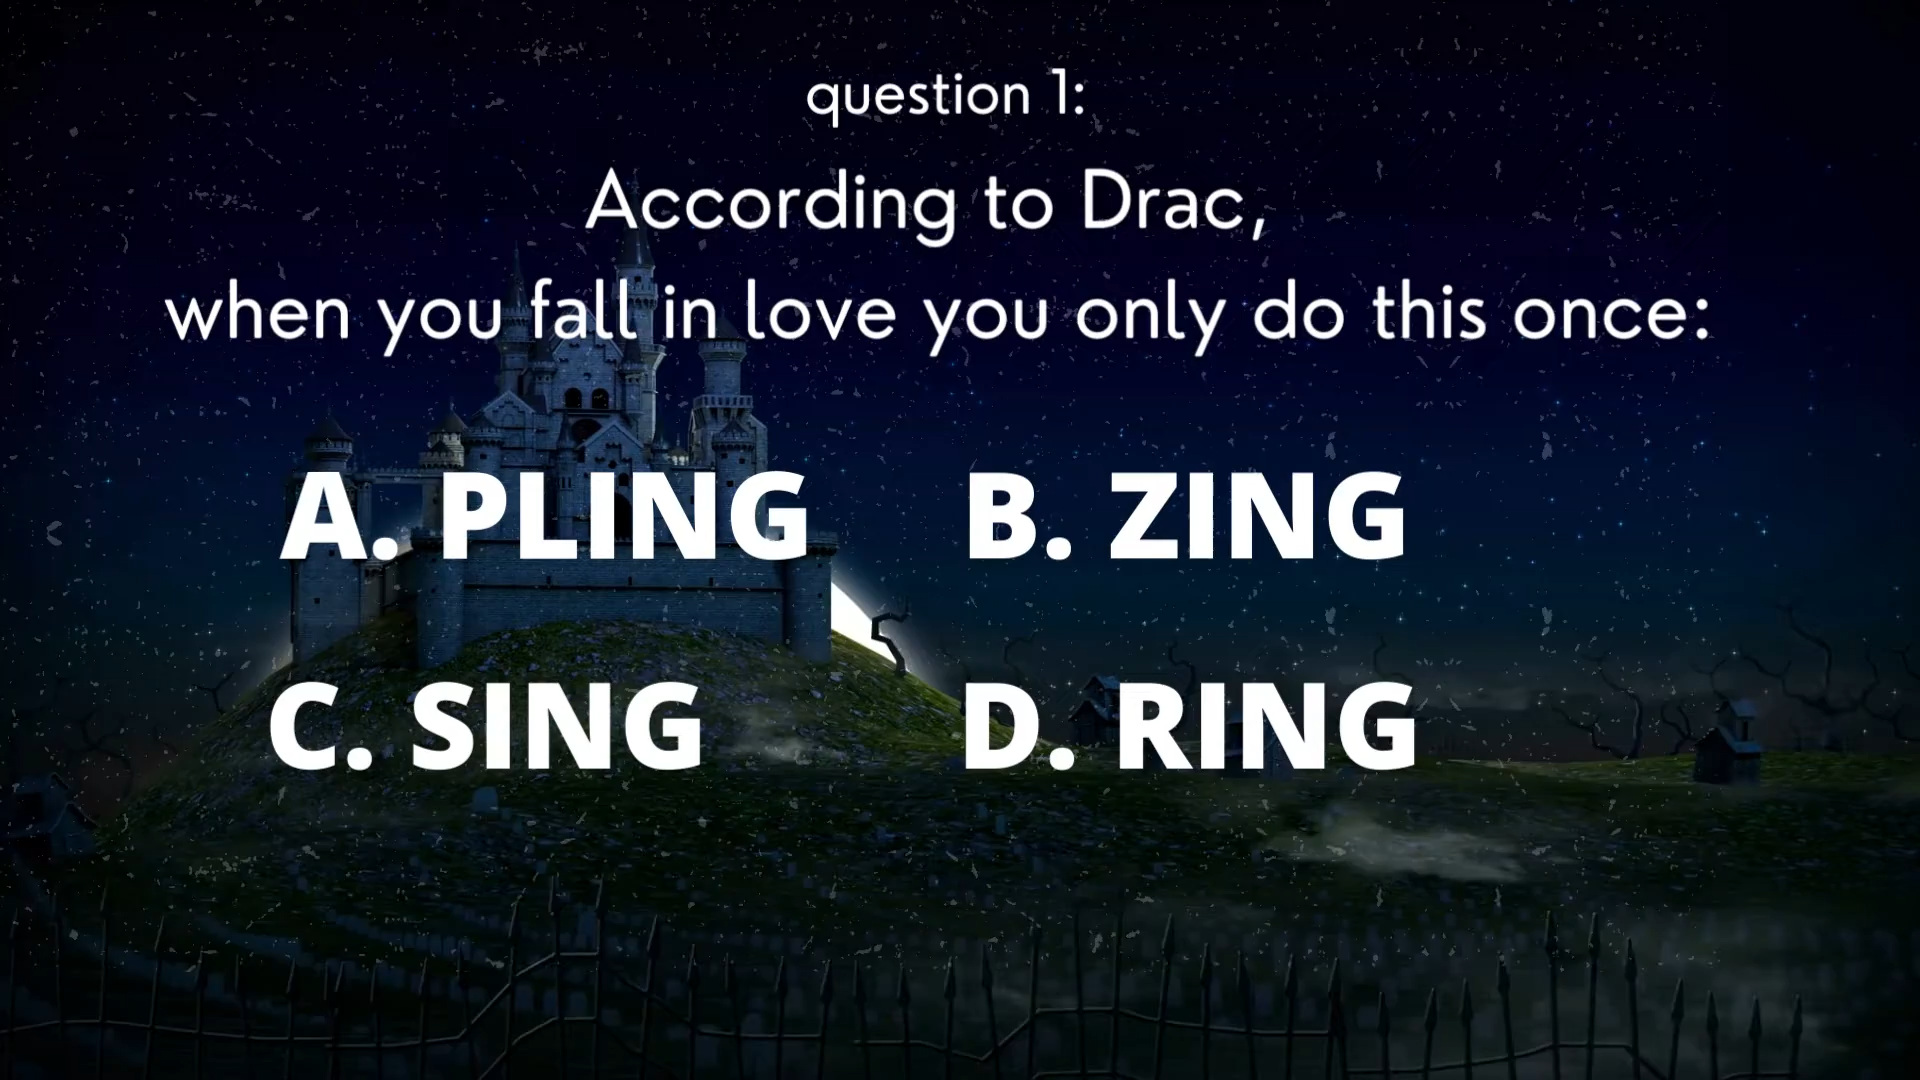 question 1:
According to Drac,
when you fall in love you only do this once:
A. PLING B. ZING
C. SING D. RING